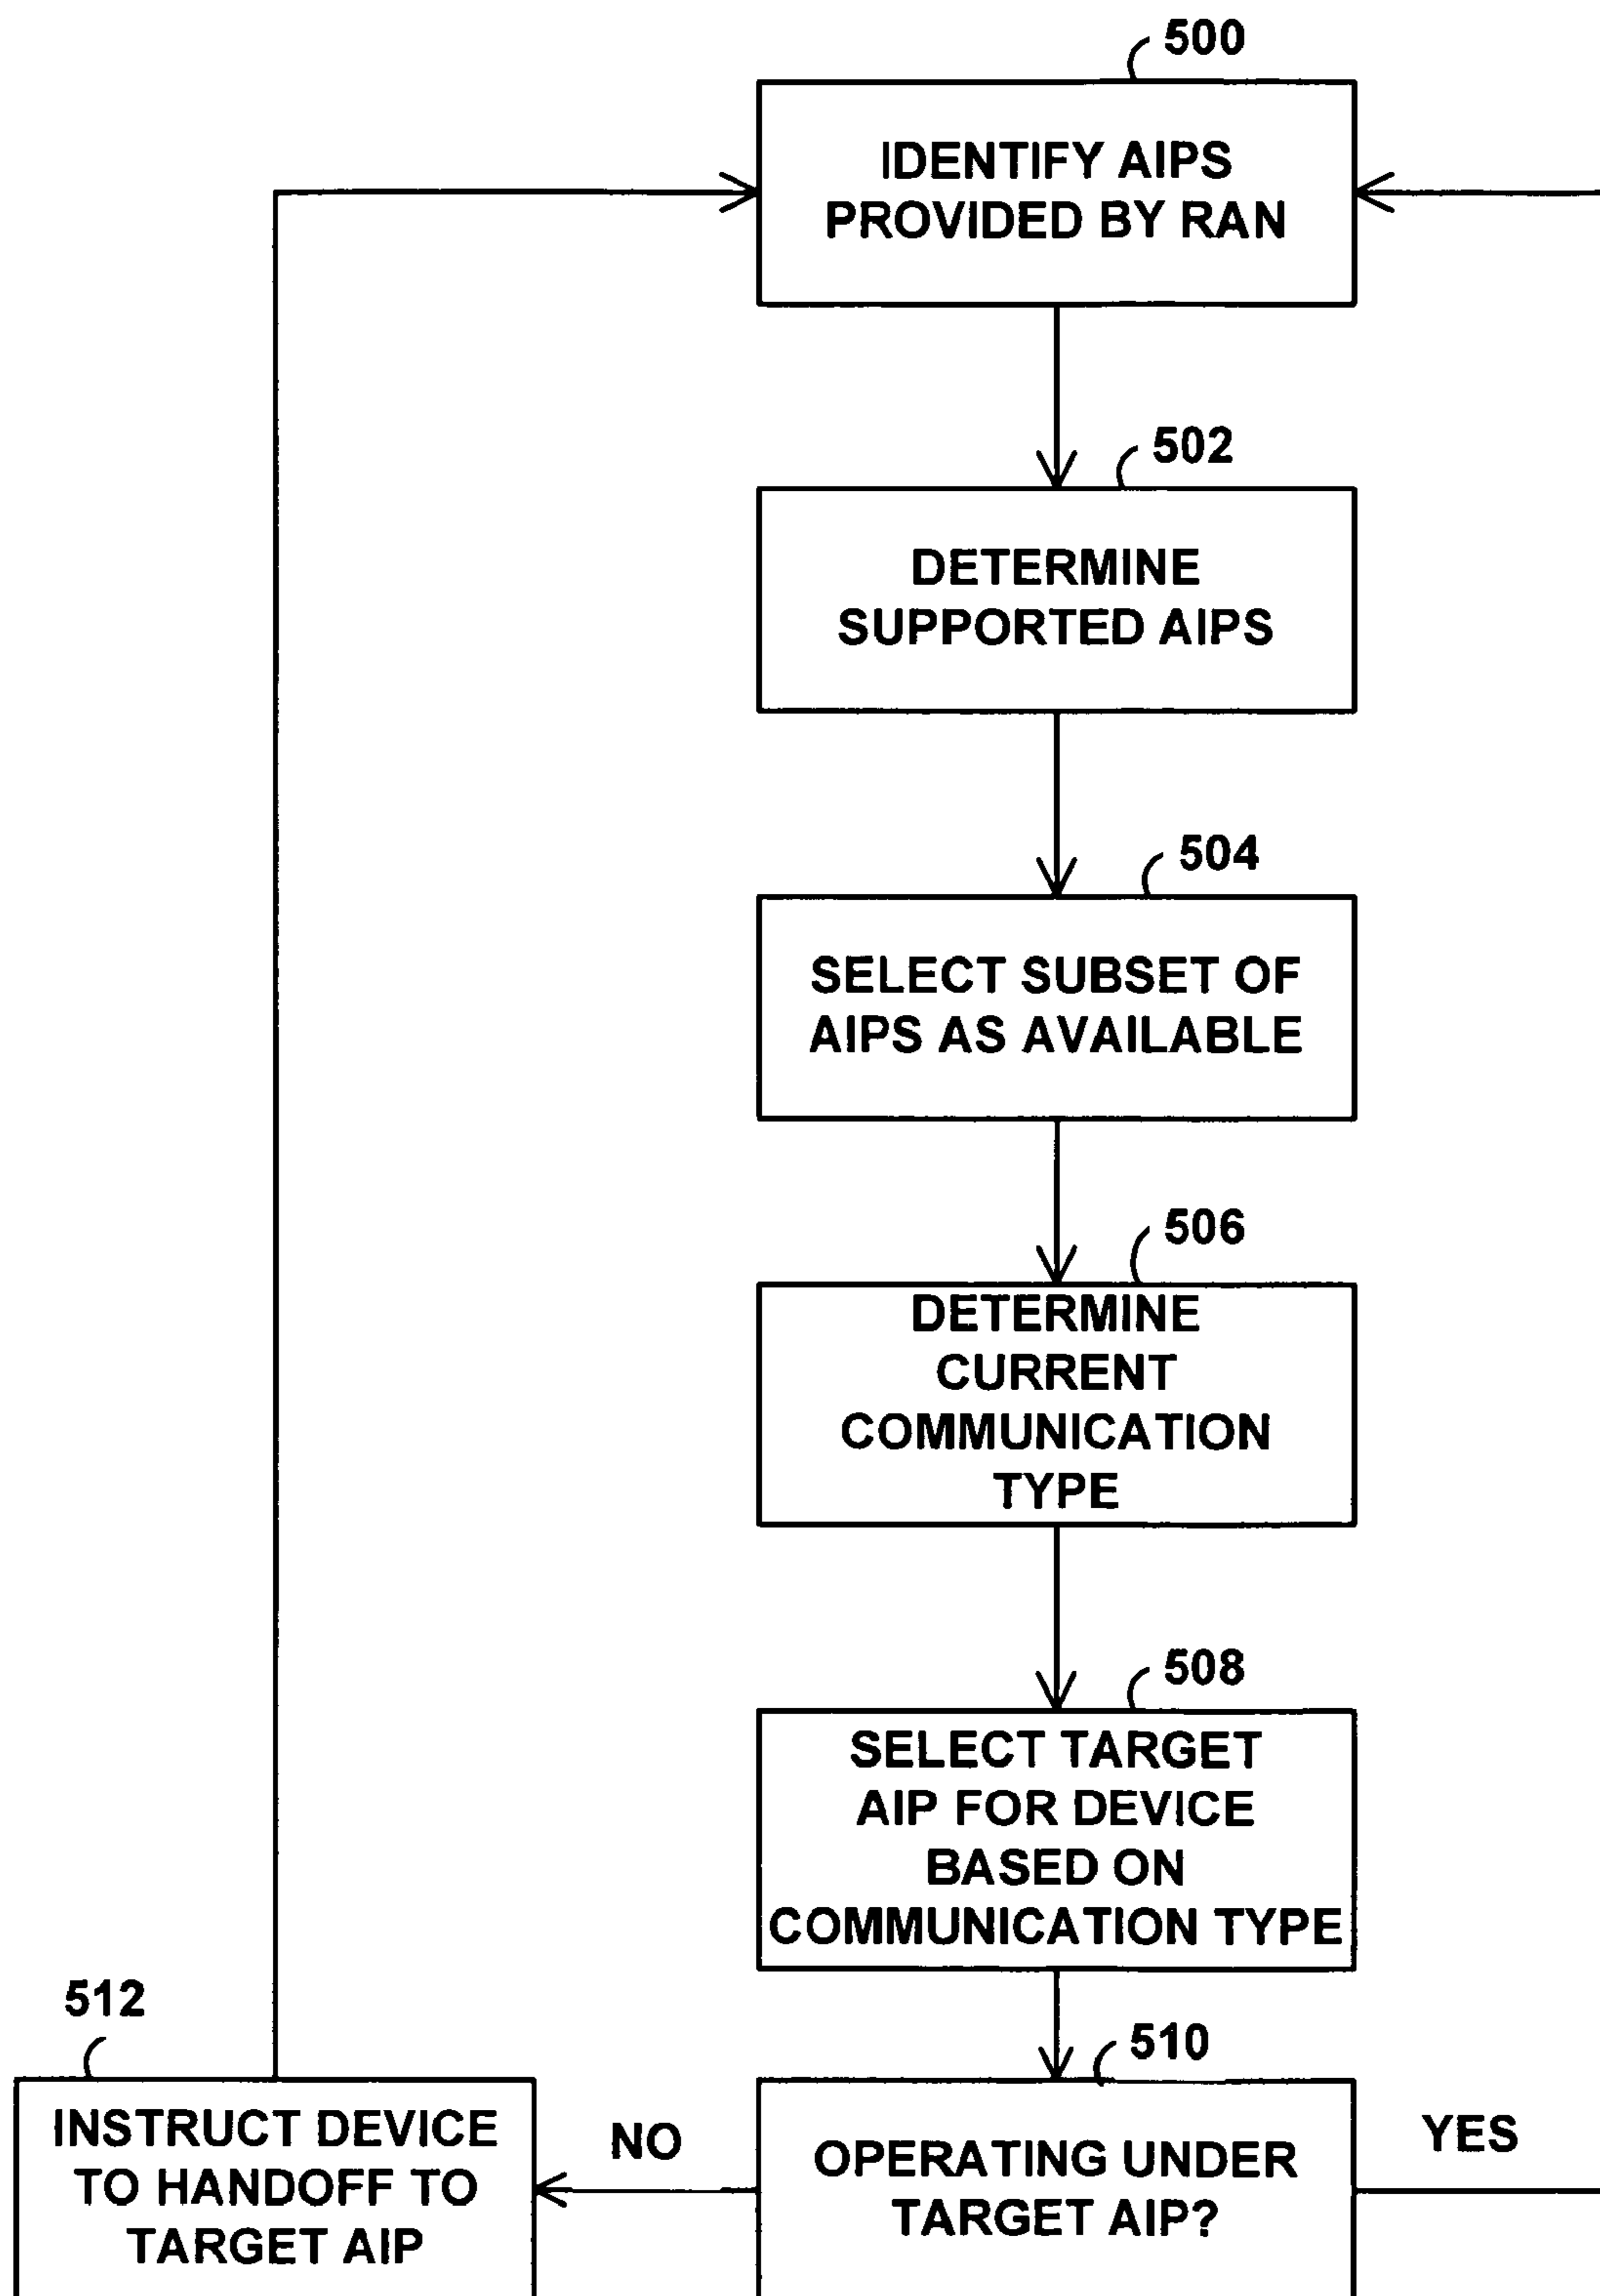 500
IDENTIFY AIPS
PROVIDED BY RAN
502
DETERMINE
SUPPORTED AIPS
504
SELECT SUBSET OF
AIPS AS AVAILABLE
506
DETERMINE
CURRENT
COMMUNICATION
TYPE
508
SELECT TARGET
AIP FOR DEVICE
BASED ON
COMMUNICATION TYPE
510
OPERATING UNDER
TARGET AIP?
YES
NO
512
INSTRUCT DEVICE
TO HANDOFF TO
TARGET AIP